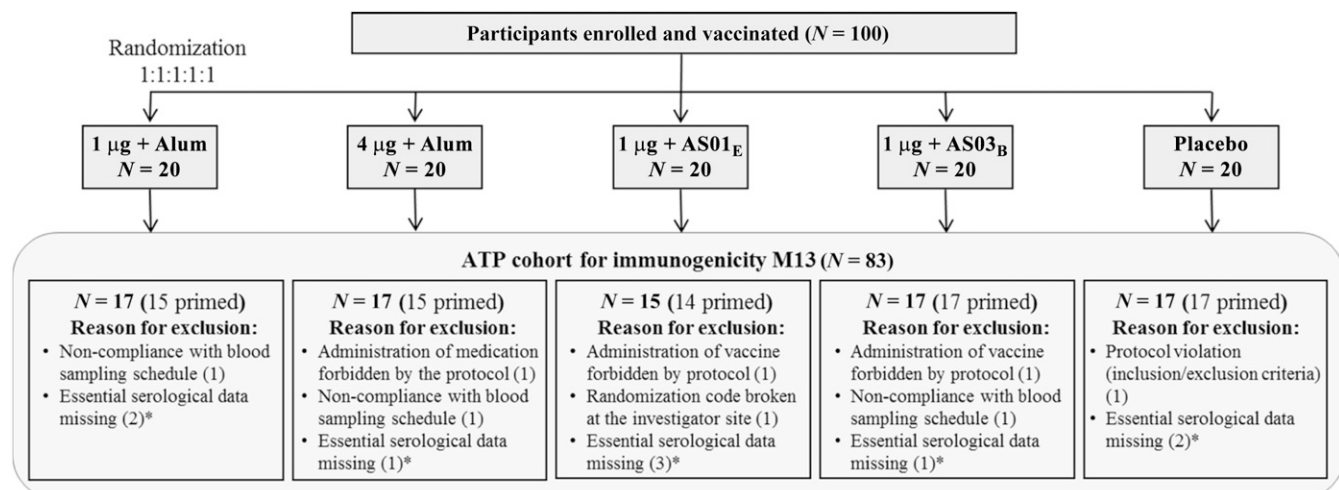 Participants enrolled and vaccinated (N = 100)
Randomization
1:1:1:1:1
1 μg + Alum
N = 20
4 μg + Alum
N = 20
1 μg + AS01E
N = 20
1 μg + AS03B
N = 20
Placebo
N = 20
ATP cohort for immunogenicity M13 (N = 83)
N = 17 (15 primed)
Reason for exclusion:
• Non-compliance with blood
sampling schedule (1)
• Essential serological data
missing (2)*
N = 17 (15 primed)
Reason for exclusion:
• Administration of medication
forbidden by the protocol (1)
• Non-compliance with blood
sampling schedule (1)
• Essential serological data
missing (1)*
N = 15 (14 primed)
Reason for exclusion:
• Administration of vaccine
forbidden by protocol (1)
• Randomization code broken
at the investigator site (1)
• Essential serological data
missing (3)*
N = 17 (17 primed)
Reason for exclusion:
• Administration of vaccine
forbidden by protocol (1)
• Non-compliance with blood
sampling schedule (1)
• Essential serological data
missing (1)*
N = 17 (17 primed)
Reason for exclusion:
• Protocol violation
(inclusion/exclusion criteria)
(1)
• Essential serological data
missing (2)*